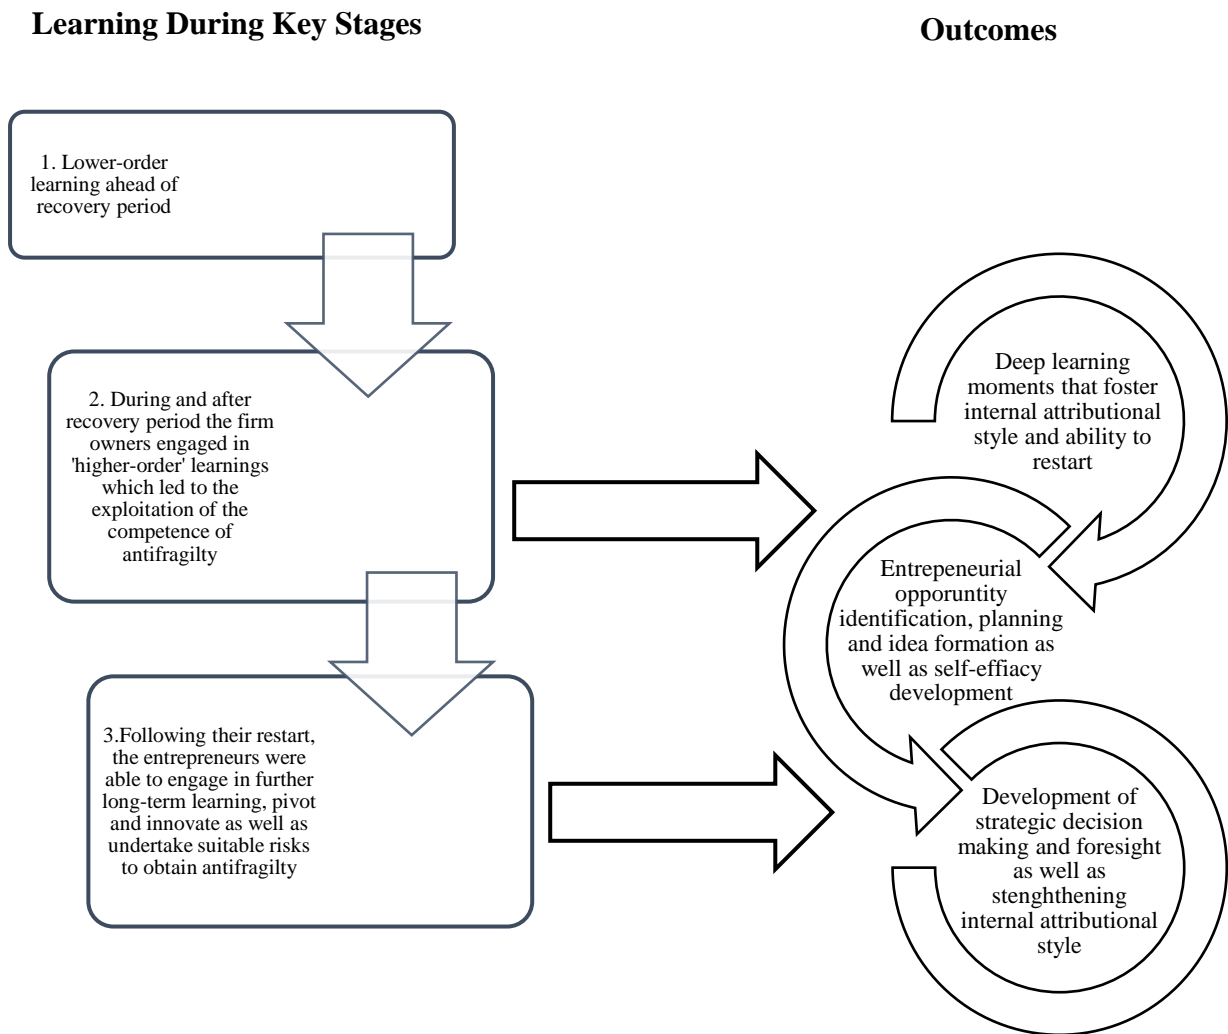 Learning During Key Stages
Outcomes
1. Lower-order
learning ahead of
recovery period
2. During and after
recovery period the firm
owners engaged in
'higher-order' learnings
which led to the
exploitation of the
competence of
antifragilty
3.Following their restart,
the entrepreneurs were
able to engage in further
long-term learning, pivot
and innovate as well as
undertake suitable risks
to obtain antifragilty
Deep learning
moments that foster
internal attributional
style and ability to
restart
Entrepeneurial
opporuntity
identification, planning
and idea formation as
well as self-effiacy
development
Development of
strategic decision
making and foresight
as well as
stenghthening
internal attributional
style